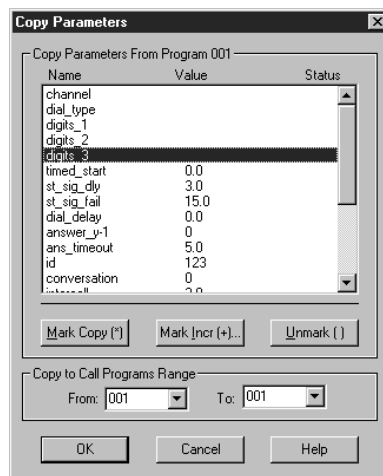 Copy Parameters
Copy Parameters From Program 001
Name Value Status
channel
dial_type
digits_1
digits_2
digits_3
timed_start 0.0
st_sig_dly 3.0
st_sig_fail 15.0
dial_delay 0.0
answer_y-1 0
ans_timeout 5.0
id 123
conversation 0
Mark Copy (*) Mark Incr (+)... Unmark ( )
Copy to Call Programs Range
From: 001 To: 001
OK Cancel Help